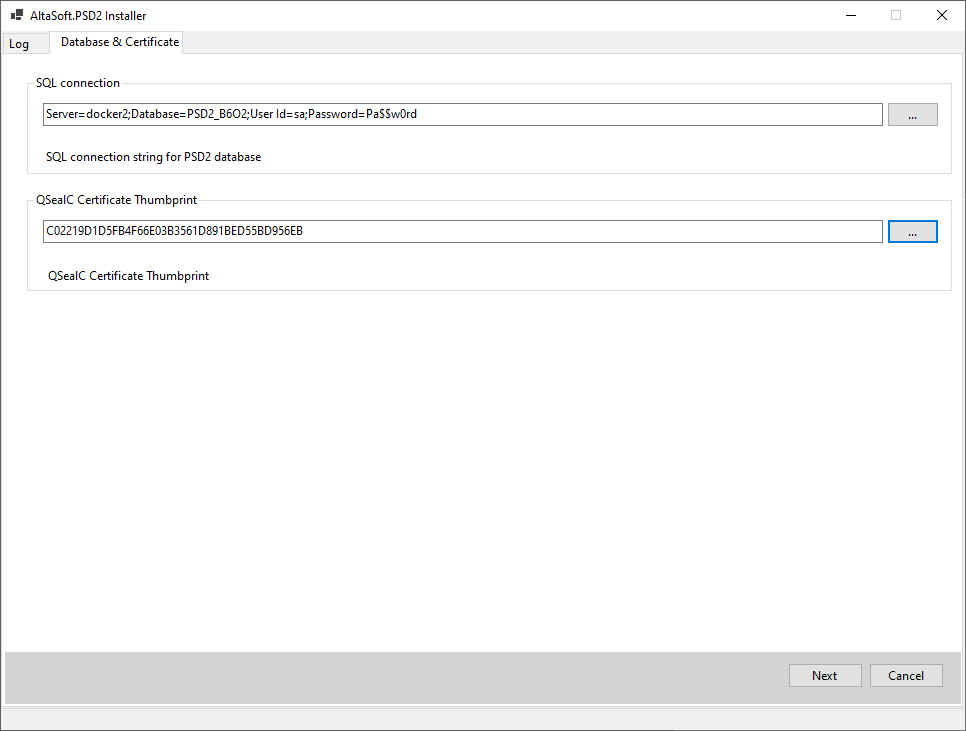 AltaSoft.PSD2 Installer
Log
Database & Certificate
SQL connection
Server=docker2;Database=PSD2_B6O2;User Id=sa;Password=Pa$$w0rd
...
SQL connection string for PSD2 database
QSealC Certificate Thumbprint
C02219D1D5FB4F66E03B3561D891BED55BD956EB
...
QSealC Certificate Thumbprint
Next
Cancel